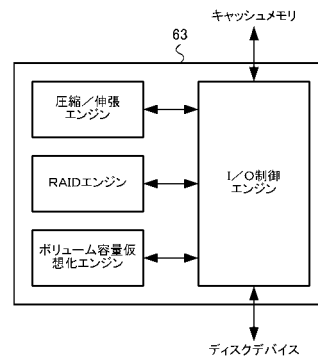 キャッシュメモリ
63
圧縮／伸張
エンジン
RAIDエンジン
ボリューム容量仮
想化エンジン
I／O制御
エンジン
ディスクデバイス